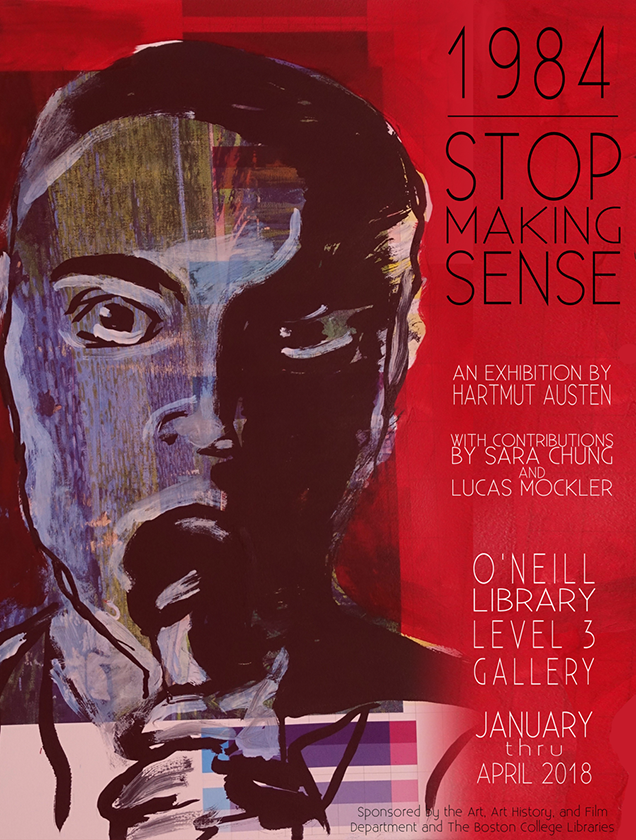 1984
STOP
MAKING
SENSE
AN EXHIBITION BY
HARTMUT AUSTEN
WITH CONTRIBUTIONS
BY SARA CHUNG
AND
LUCAS MOCKLER
O'NEILL
LIBRARY
LEVEL 3
GALLERY
JANUARY
thru
APRIL 2018
Sponsored by the Art, Art History, and Film
Department and The Boston College Libraries